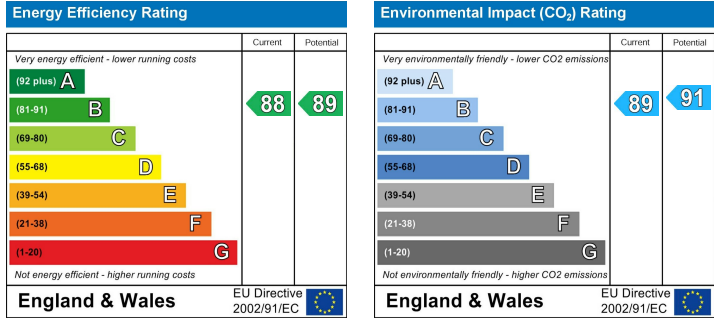 Energy Efficiency Rating
Current Potential
Very energy efficient - lower running costs
(92 plus) A
(81-91) B 88 89
(69-80) C
(55-68) D
(39-54) E
(21-38) F
(1-20) G
Not energy efficient - higher running costs
England & Wales
EU Directive
2002/91/EC
Environmental Impact (CO2) Rating
Current Potential
Very environmentally friendly - lower CO2 emissions
(92 plus) A
(81-91) B 89 91
(69-80) C
(55-68) D
(39-54) E
(21-38) F
(1-20) G
Not environmentally friendly - higher CO2 emissions
England & Wales
EU Directive
2002/91/EC